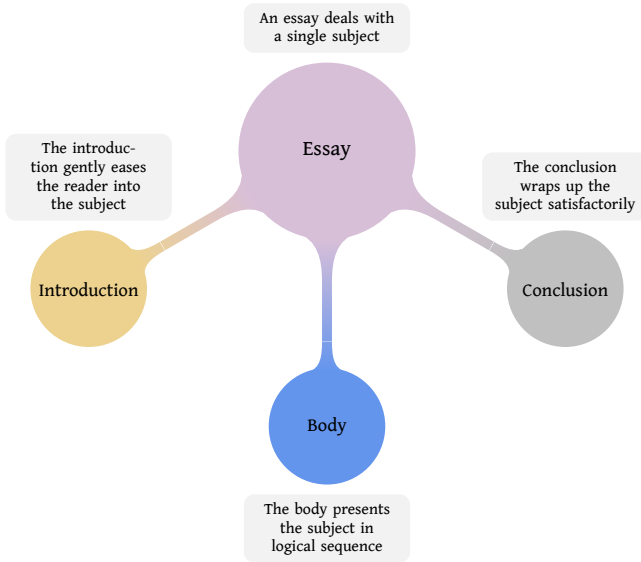 An essay deals with
a single subject
Essay
The introduc-
tion gently eases
the reader into
the subject
Introduction
The conclusion
wraps up the
subject satisfactorily
Conclusion
Body
The body presents
the subject in
logical sequence